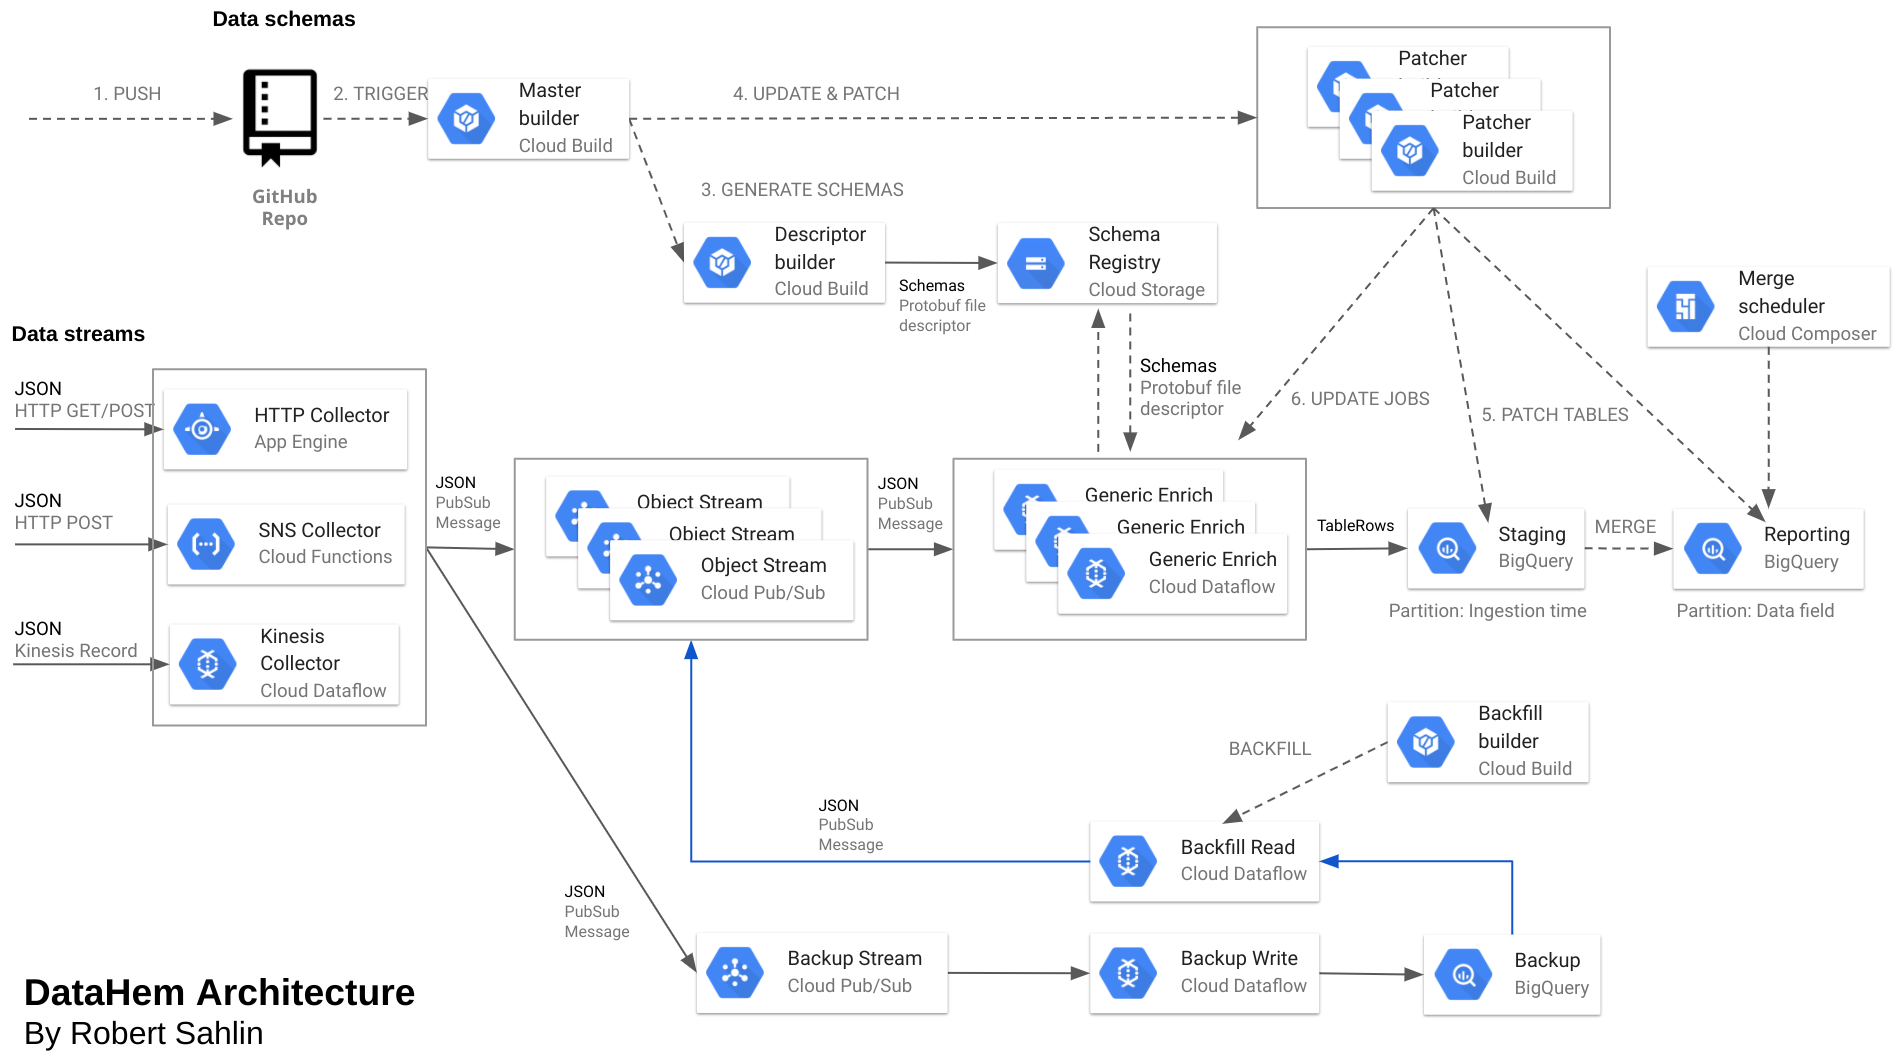 Data schemas
1. PUSH
GitHub
Repo
2. TRIGGER
Master
builder
Cloud Build
4. UPDATE & PATCH
Patcher
Patcher
Patcher
builder
Cloud Build
3. GENERATE SCHEMAS
Descriptor
builder
Cloud Build
Schemas
Protobuf file
descriptor
Schema
Registry
Cloud Storage
Merge
scheduler
Cloud Composer
Schemas
Protobuf file
descriptor
6. UPDATE JOBS
5. PATCH TABLES
Data streams
JSON
HTTP GET/POST
HTTP Collector
App Engine
JSON
HTTP POST
SNS Collector
Cloud Functions
JSON
Kinesis Record
Kinesis
Collector
Cloud Dataflow
JSON
PubSub
Message
Object Stream
Object Stream
Object Stream
Cloud Pub/Sub
JSON
PubSub
Message
Generic Enrich
Generic Enrich
Generic Enrich
Cloud Dataflow
TableRows
Staging
BigQuery
Partition: Ingestion time
MERGE
Reporting
BigQuery
Partition: Data field
Backfill
builder
Cloud Build
BACKFILL
JSON
PubSub
Message
Backfill Read
Cloud Dataflow
JSON
PubSub
Message
Backup Stream
Cloud Pub/Sub
Backup Write
Cloud Dataflow
Backup
BigQuery
DataHem Architecture
By Robert Sahlin